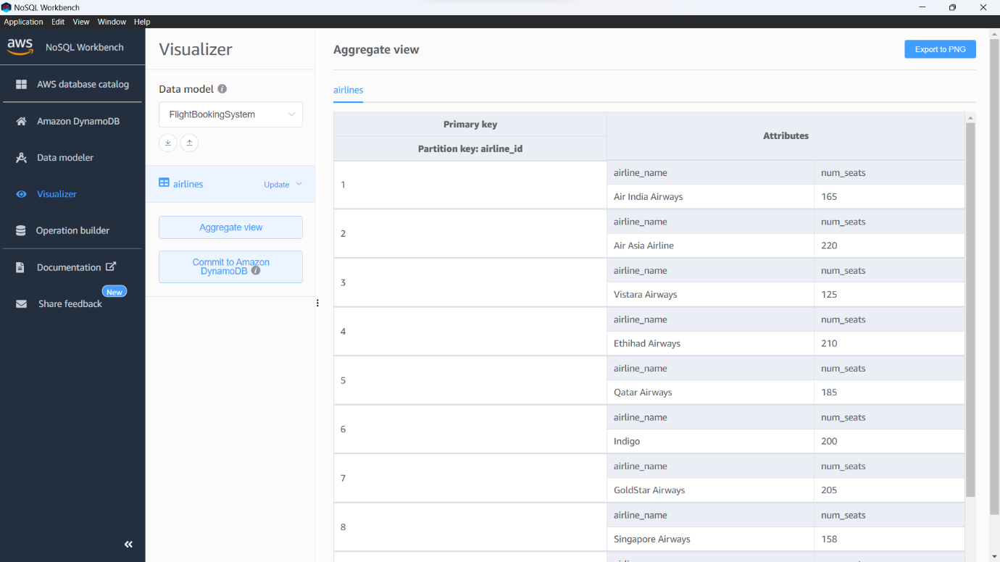 NoSQL Workbench
Application Edit View Window Help
aws NoSQL Workbench
AWS database catalog
Amazon DynamoDB
Data modeler
Visualizer
Operation builder
Documentation
New
Share feedback
Visualizer
Data model
FlightBookingSystem
airlines Update
Aggregate view
Commit to Amazon
DynamoDB
Aggregate view
Export to PNG
airlines
Primary key
Attributes
Partition key: airline_id
1
airline_name num_seats
Air India Airways 165
2
airline_name num_seats
Air Asia Airline 220
3
airline_name num_seats
Vistara Airways 125
4
airline_name num_seats
Ethihad Airways 210
5
airline_name num_seats
Qatar Airways 185
6
airline_name num_seats
Indigo 200
7
airline_name num_seats
GoldStar Airways 205
8
airline_name num_seats
Singapore Airways 158